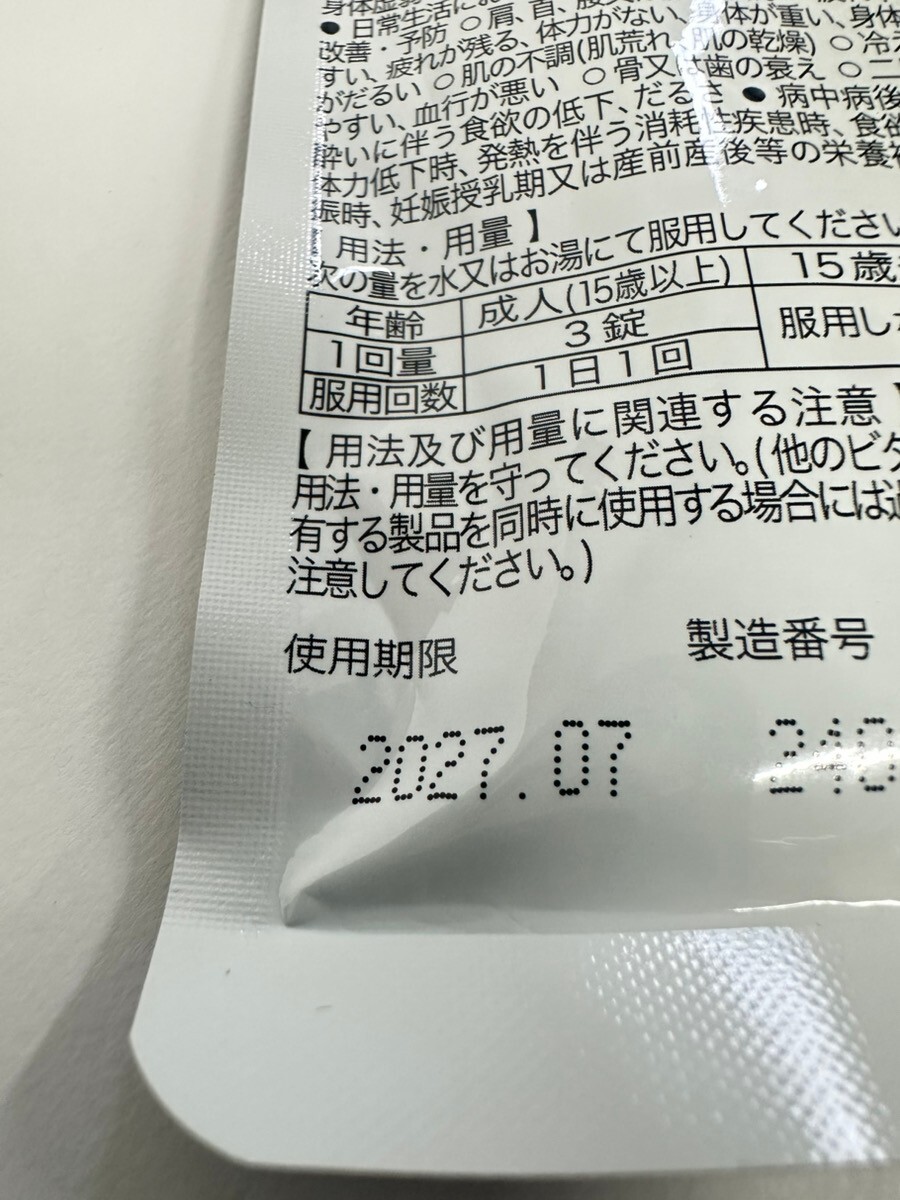 ● 日常生活に
改善・予防 ○ 肩、首、腰
すい、疲れが残る、体力がない、身体が重い、身体
がだるい ○ 肌の不調(肌荒れ、肌の乾燥) ○ 冷え
やすい、血行が悪い ○ 骨又は歯の衰え ○ 二
酔いに伴う食欲の低下、だるさ ● 病中病後
体力低下時、発熱を伴う消耗性疾患時、食欲
振時、妊娠授乳期又は産前産後等の栄養補
用法・用量 】
次の量を水又はお湯にて服用してください
年齢 成人(15歳以上) 15歳
1回量 3錠 服用し
服用回数 1日1回
【 用法及び用量に関連する注意 】
用法・用量を守ってください。(他のビタ
有する製品を同時に使用する場合には過
注意してください。)
使用期限 製造番号
2027.07